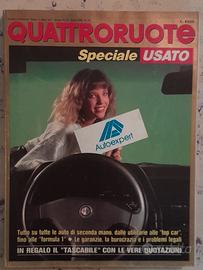 QUATTRORUOTE
Speciale USATO
Autoexpert
Tutto su tutte le auto di seconda mano, dalle utilitarie alle "top car",
fino alle "formula 1" • Le garanzie, la burocrazia e i problemi legali
IN REGALO IL "TASCABILE" CON LE VERE QUOTAZIONI